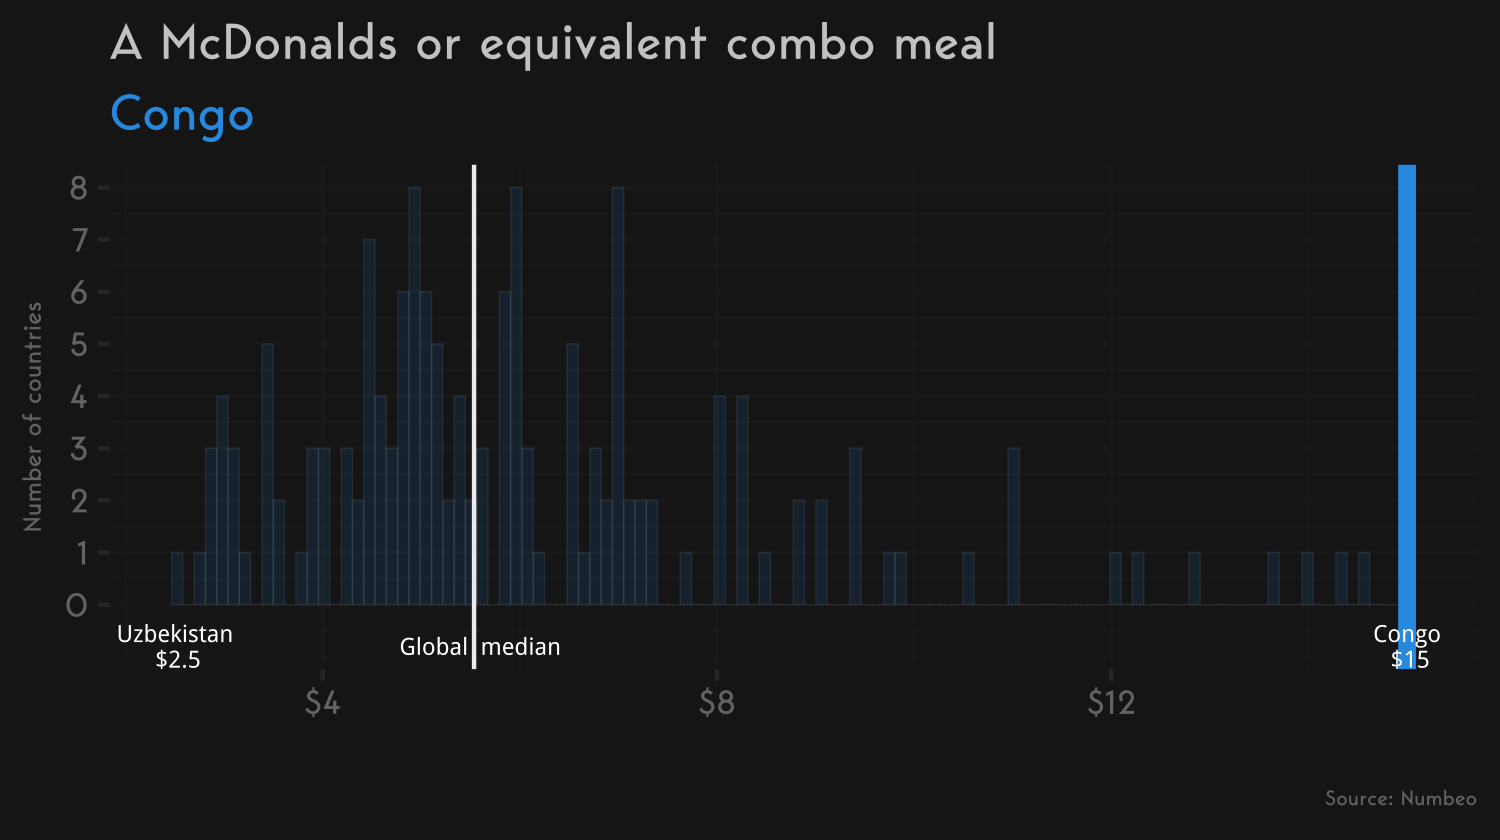 A McDonalds or equivalent combo meal
Congo
Number of countries
8
7
6
5
4
3
2
1
0
Uzbekistan
$2.5
Global median
Congo
$15
$4 $8 $12
Source: Numbeo